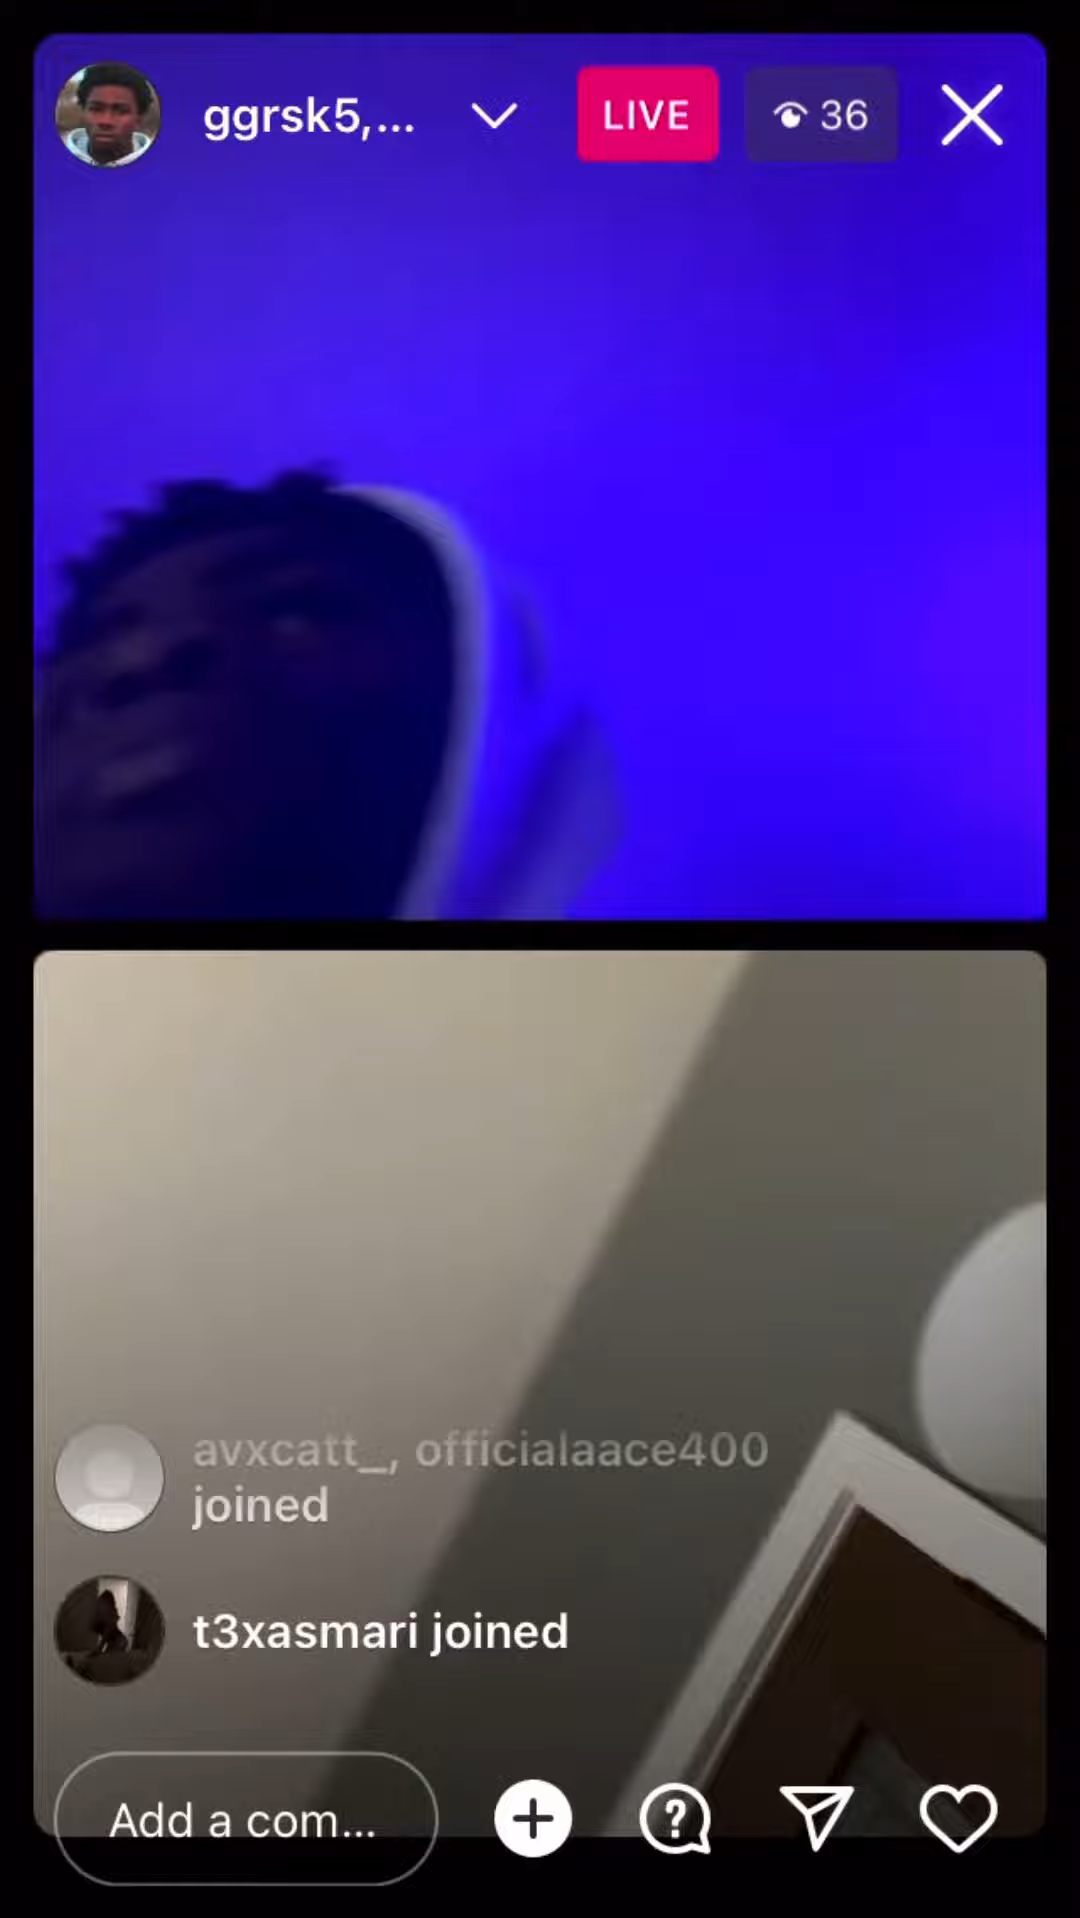 ggrsk5,...
LIVE
36
avxcatt_, officialaace400
joined
t3xasmari joined
Add a com...